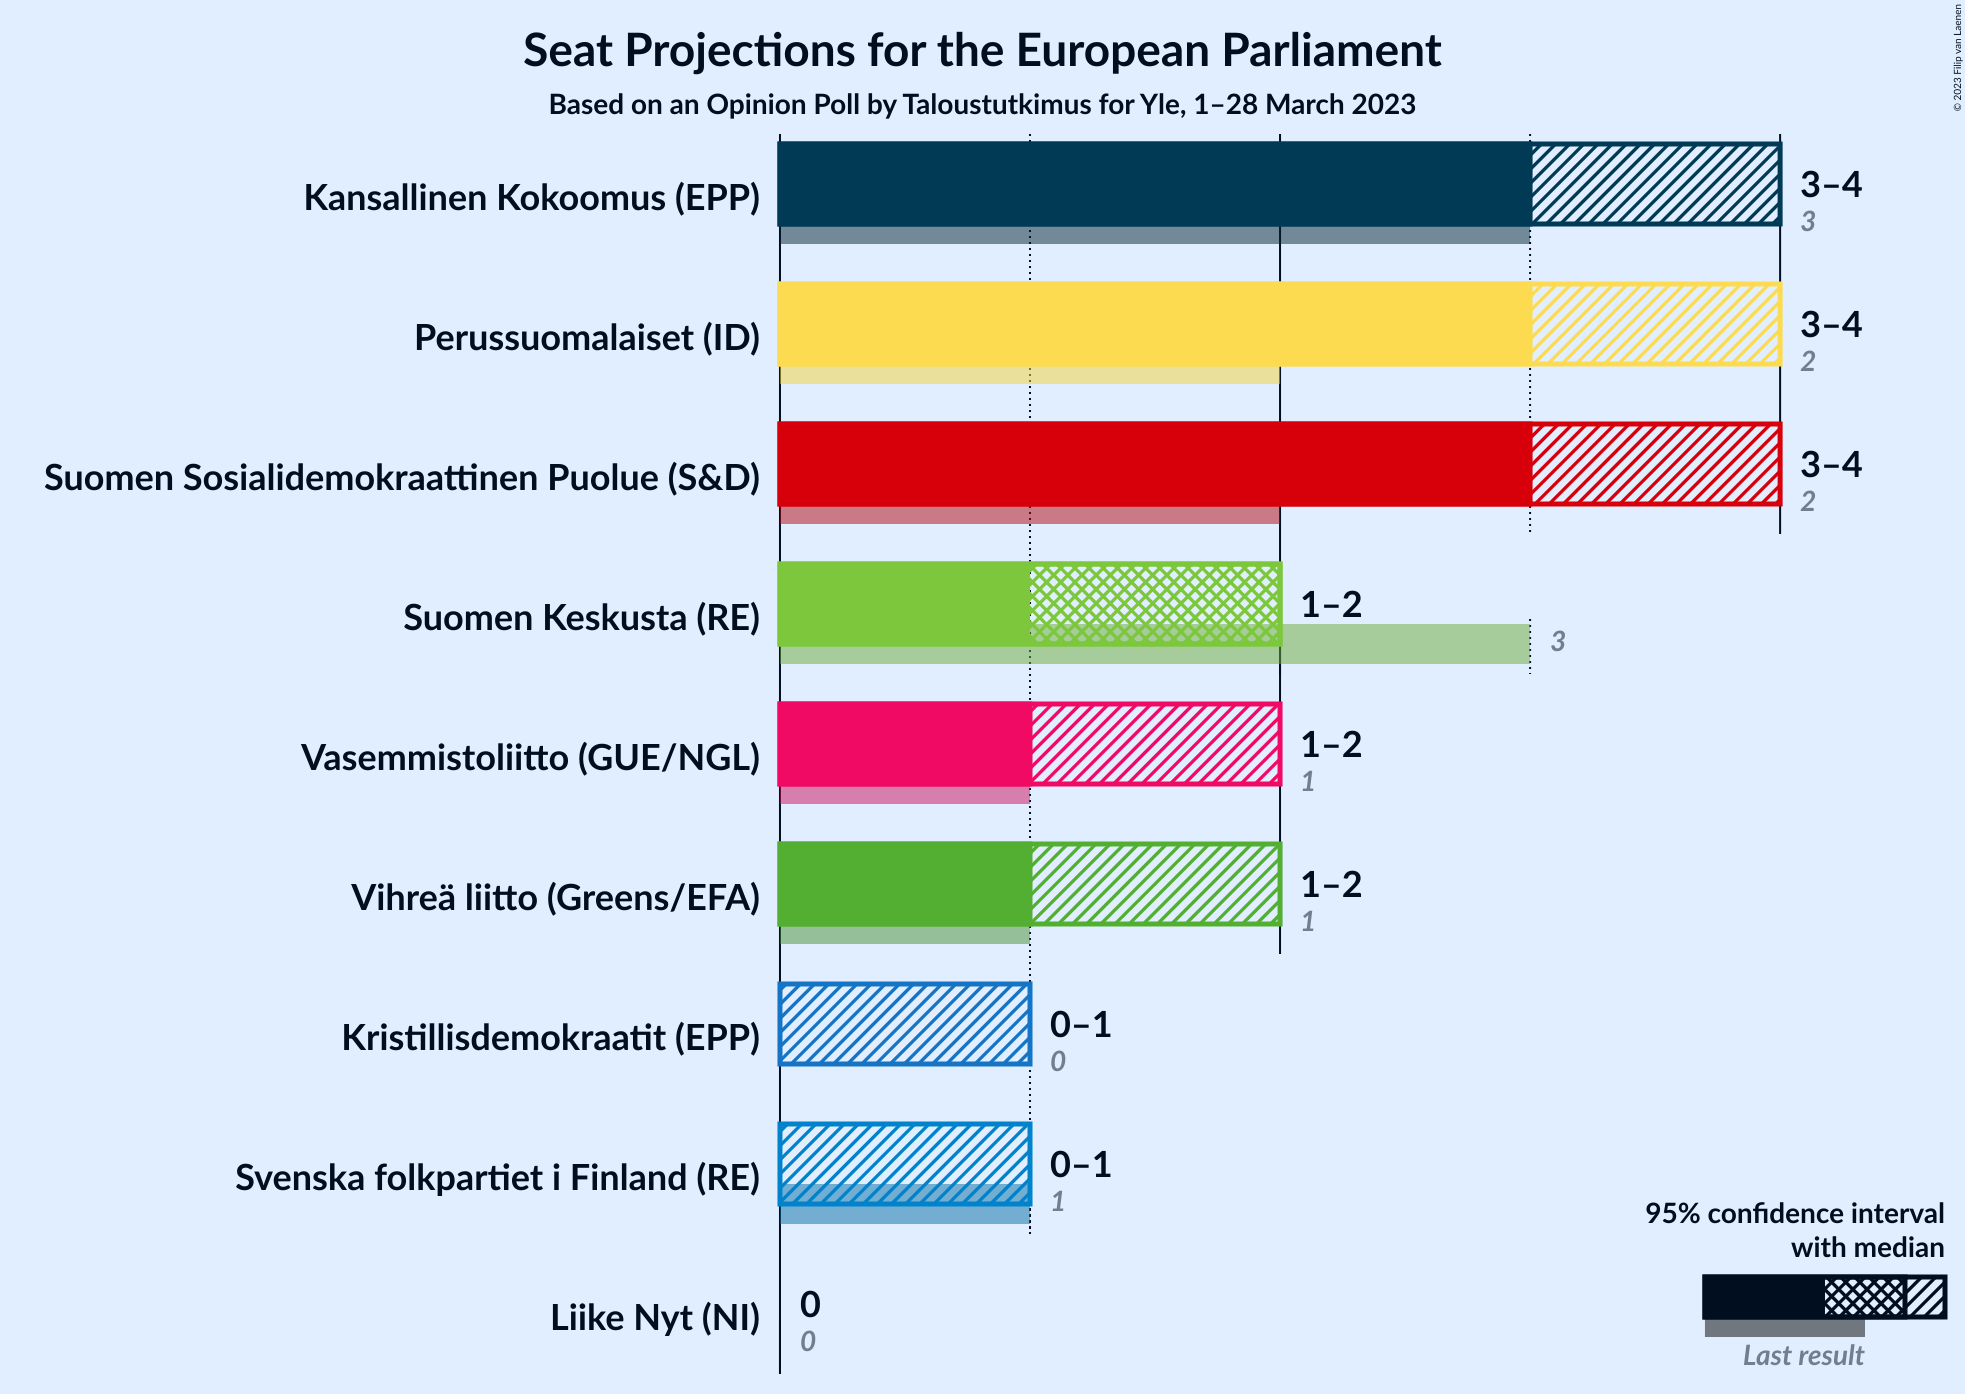 Seat Projections for the European Parliament
Based on an Opinion Poll by Taloustutkimus for Yle, 1–28 March 2023
© 2023 Filip van Laenen
Kansallinen Kokoomus (EPP)
3–4
3
Perussuomalaiset (ID)
3–4
2
Suomen Sosialidemokraattinen Puolue (S&D)
3–4
2
Suomen Keskusta (RE)
1–2
3
Vasemmistoliitto (GUE/NGL)
1–2
1
Vihreä liitto (Greens/EFA)
1–2
1
Kristillisdemokraatit (EPP)
0–1
0
Svenska folkpartiet i Finland (RE)
0–1
1
Liike Nyt (NI)
0
0
95% confidence interval
with median
Last result